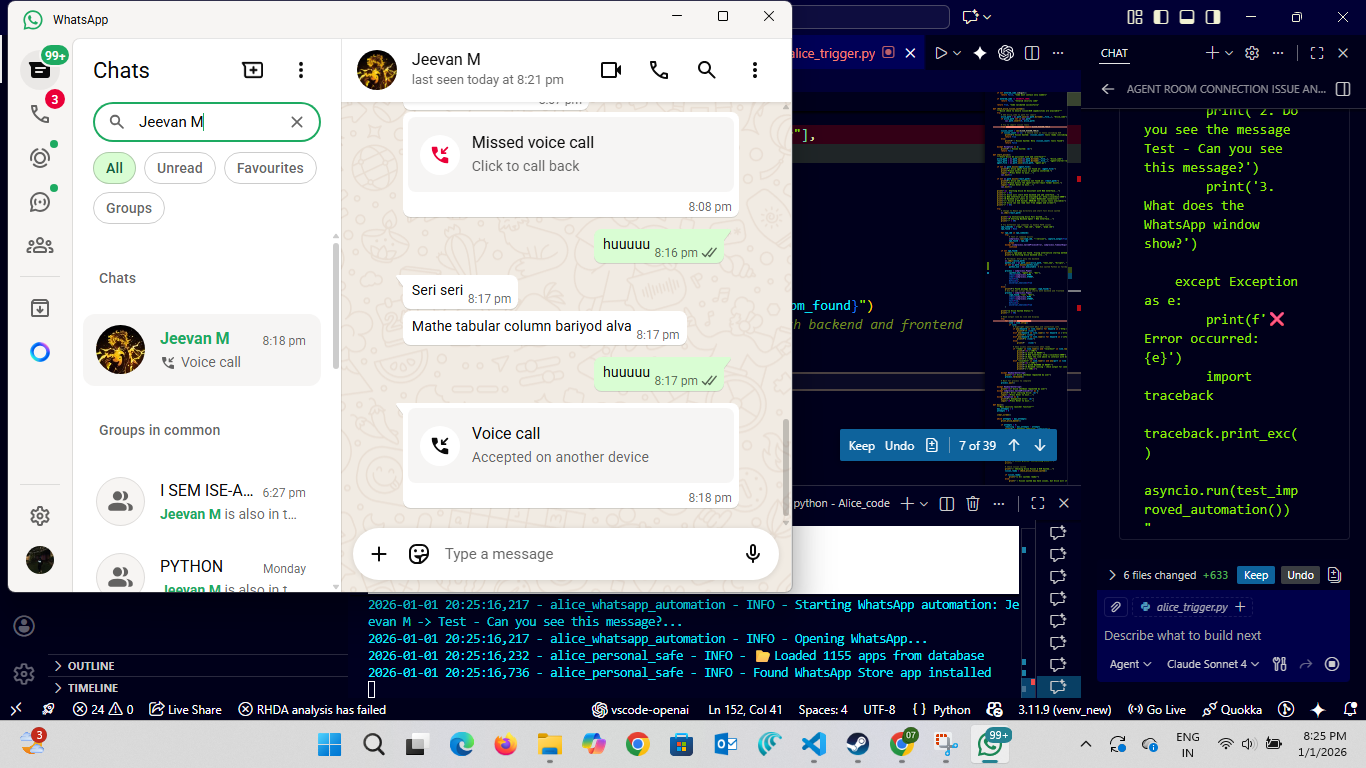 WhatsApp
99+
Chats
3
Jeevan M
All
Unread
Favourites
Groups
Chats
Jeevan M
8:18 pm
Voice call
Groups in common
I SEM ISE-A...
6:27 pm
Jeevan M is also in t...
PYTHON
Monday
Jeevan M is also in t...
Jeevan M
last seen today at 8:21 pm
Missed voice call
Click to call back
8:08 pm
huuuuu
8:16 pm
Seri seri
8:17 pm
Mathe tabular column bariyod alva
8:17 pm
huuuuu
8:17 pm
Voice call
Accepted on another device
8:18 pm
Type a message
alice_trigger.py
"],
om_found}")
h backend and frontend
Keep Undo 7 of 39
python - Alice_code
2026-01-01 20:25:16,217 - alice_whatsapp_automation - INFO - Starting WhatsApp automation: Je
evan M -> Test - Can you see this message?...
2026-01-01 20:25:16,217 - alice_whatsapp_automation - INFO - Opening WhatsApp...
2026-01-01 20:25:16,232 - alice_personal_safe - INFO - 📂 Loaded 1155 apps from database
2026-01-01 20:25:16,736 - alice_personal_safe - INFO - Found WhatsApp Store app installed
OUTLINE
TIMELINE
CHAT
AGENT ROOM CONNECTION ISSUE AN...
print('2. Do
you see the message
Test - Can you see
this message?')
print('3.
What does the
WhatsApp window
show?')
except Exception
as e:
print(f'❌
Error occurred:
{e}')
import
traceback
traceback.print_exc(
)
asyncio.run(test_imp
roved_automation())
"
6 files changed +633 Keep Undo
alice_trigger.py
Describe what to build next
Agent
Claude Sonnet 4
24 0
Live Share
RHDA analysis has failed
vscode-openai
Ln 152, Col 41
Spaces: 4
UTF-8
{ } Python
3.11.9 (venv_new)
Go Live
Quokka
3
07
99+
ENG
IN
8:25 PM
1/1/2026